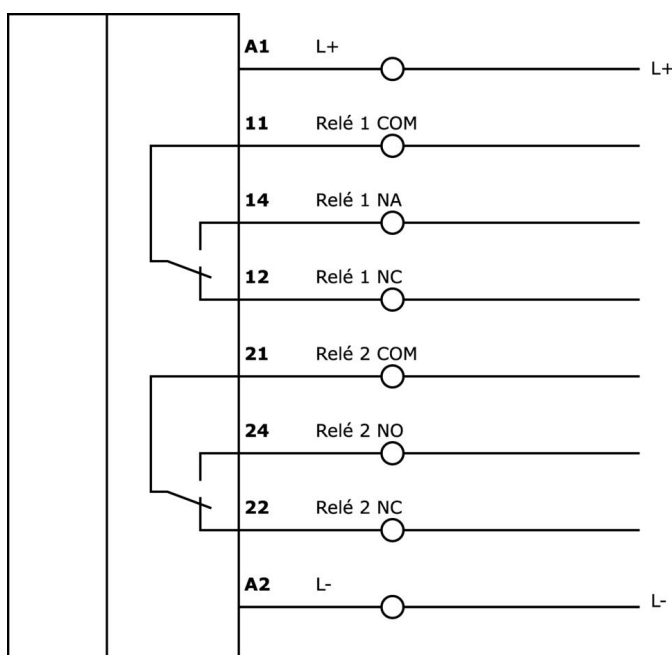 A1 L+
L+
11 Relé 1 COM
14 Relé 1 NA
12 Relé 1 NC
21 Relé 2 COM
24 Relé 2 NO
22 Relé 2 NC
A2 L-
L-